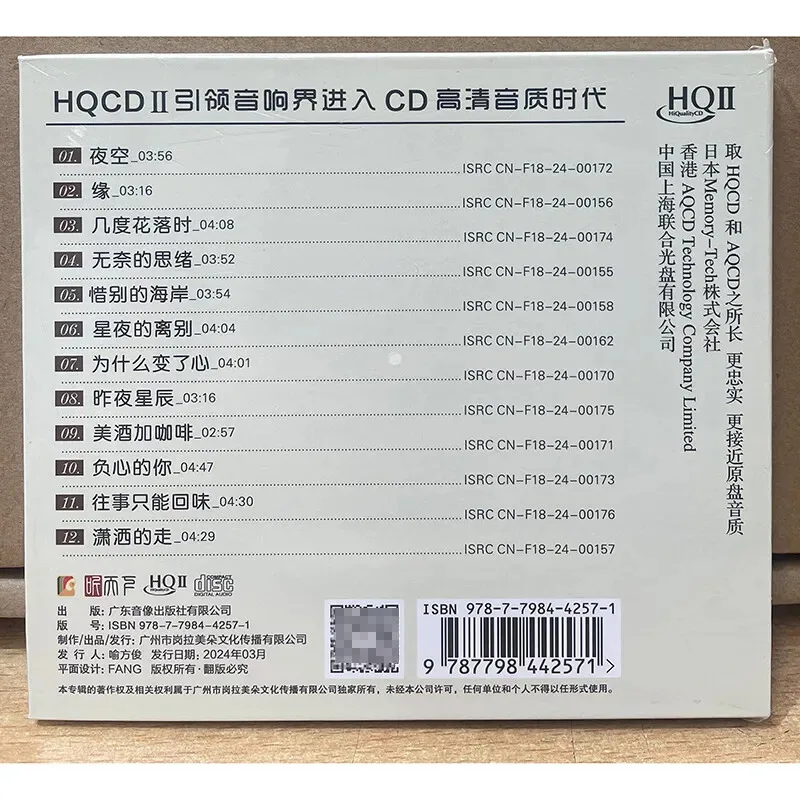 HQCD II 引领音响界进入 CD 高清音质时代
HQII
HiQualityCD
01. 夜空_03:56
ISRC CN-F18-24-00172
02. 缘_03:16
ISRC CN-F18-24-00156
03. 几度花落时_04:08
ISRC CN-F18-24-00174
04. 无奈的思绪_03:52
ISRC CN-F18-24-00155
05. 惜别的海岸_03:54
ISRC CN-F18-24-00158
06. 星夜的离别_04:04
ISRC CN-F18-24-00162
07. 为什么变了心_04:01
ISRC CN-F18-24-00170
08. 昨夜星辰_03:16
ISRC CN-F18-24-00175
09. 美酒加咖啡_02:57
ISRC CN-F18-24-00171
10. 负心的你_04:47
ISRC CN-F18-24-00173
11. 往事只能回味_04:30
ISRC CN-F18-24-00176
12. 潇洒的走_04:29
ISRC CN-F18-24-00157
取 HQCD 和 AQCD之所长 更忠实 更接近原盘音质
日本Memory-Tech株式会社
香港 AQCD Technology Company Limited
中国上海联合光盘有限公司
HQII
COMPACT
disc
DIGITAL AUDIO
出 版: 广东音像出版社有限公司
版 号: ISBN 978-7-7984-4257-1
制作/出品/发行: 广州市岗拉美朵文化传播有限公司
发 行 人: 喻方俊 发行日期: 2024年03月
平面设计: FANG 版权所有·翻版必究
ISBN 978-7-7984-4257-1
9 787798 442571 >
本专辑的著作权及相关权利属于广州市岗拉美朵文化传播有限公司独家所有，未经本公司许可，任何单位和个人不得以任形式使用。